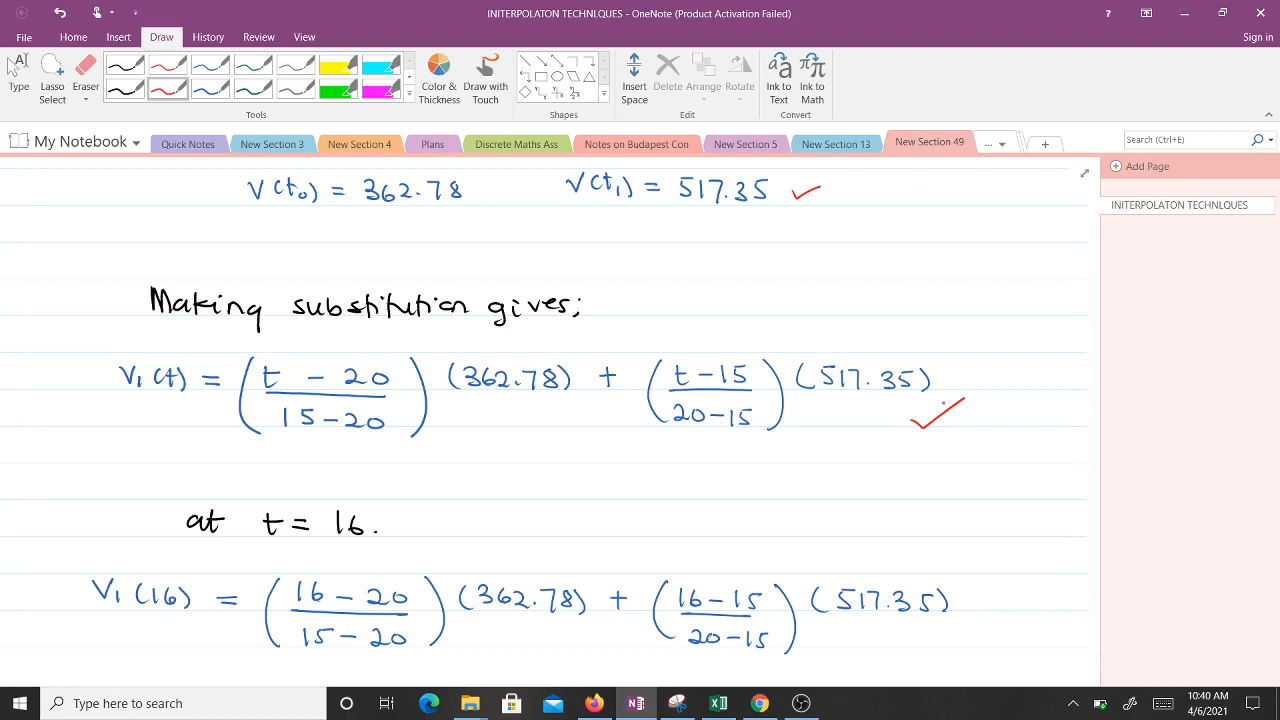 INITERPOLATON TECHNLQUES - OneNote (Product Activation Failed)
File Home Insert Draw History Review View Sign in
Type Lasso Select Eraser Color & Thickness Draw with Touch Insert Space Delete Arrange Rotate Ink to Text Ink to Math
Tools Shapes Edit Convert
My Notebook Quick Notes New Section 3 New Section 4 Plans Discrete Maths Ass Notes on Budapest Con New Section 5 New Section 13 New Section 49 ... Search (Ctrl+E)
Add Page
INITERPOLATON TECHNLQUES
V(t₀) = 362.78 V(t₁) = 517.35 ✓
Making substitution gives;
V₁(t) = (t - 20 / 15 - 20) (362.78) + (t - 15 / 20 - 15) (517.35) ✓
at t = 16.
V₁(16) = (16 - 20 / 15 - 20) (362.78) + (16 - 15 / 20 - 15) (517.35)
Type here to search
10:40 AM
4/6/2021